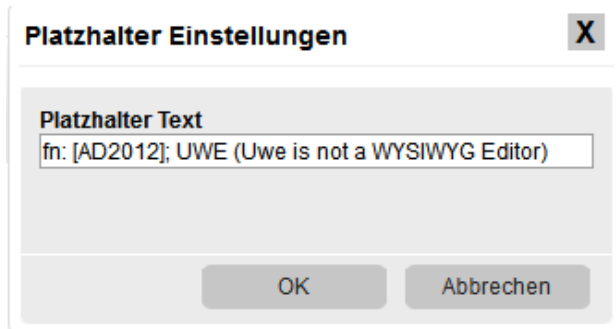 Platzhalter Einstellungen X
Platzhalter Text
fn: [AD2012]; UWE (Uwe is not a WYSIWYG Editor)
OK Abbrechen